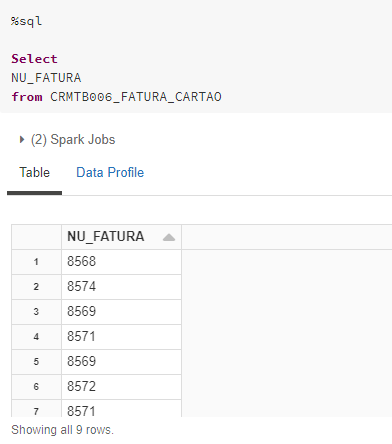 %sql
Select
NU_FATURA
from CRMTB006_FATURA_CARTAO
(2) Spark Jobs
Table Data Profile
NU_FATURA
1 8568
2 8574
3 8569
4 8571
5 8569
6 8572
7 8571
Showing all 9 rows.